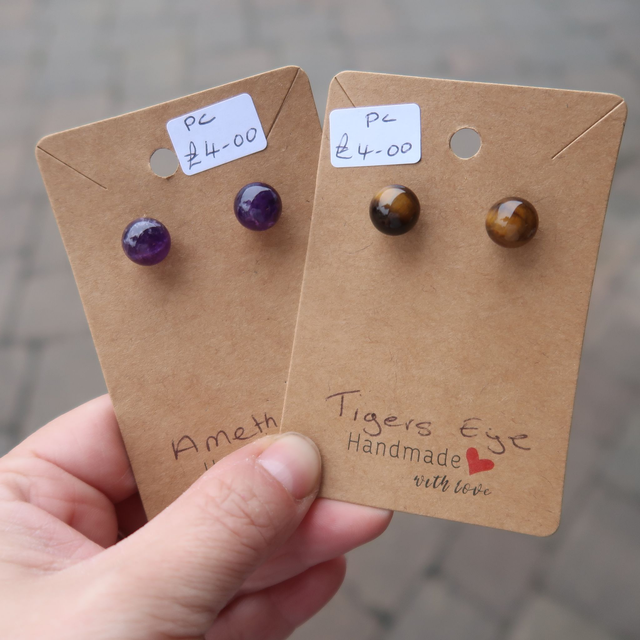 PC
£4-00
Ameth
PC
£4-00
Tigers Eye
Handmade
with love